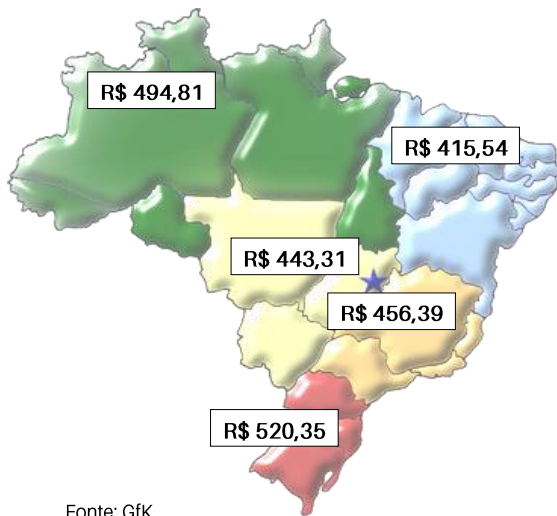 R$ 494,81
R$ 415,54
R$ 443,31
R$ 456,39
R$ 520,35
Fonte: GfK